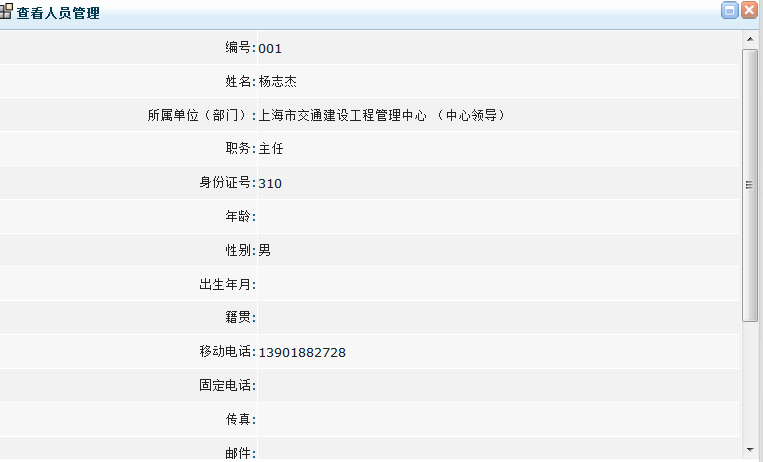 查看人员管理
编号:001
姓名:杨志杰
所属单位（部门）:上海市交通建设工程管理中心 （中心领导）
职务:主任
身份证号:310
年龄:
性别:男
出生年月:
籍贯:
移动电话:13901882728
固定电话:
传真:
邮件: